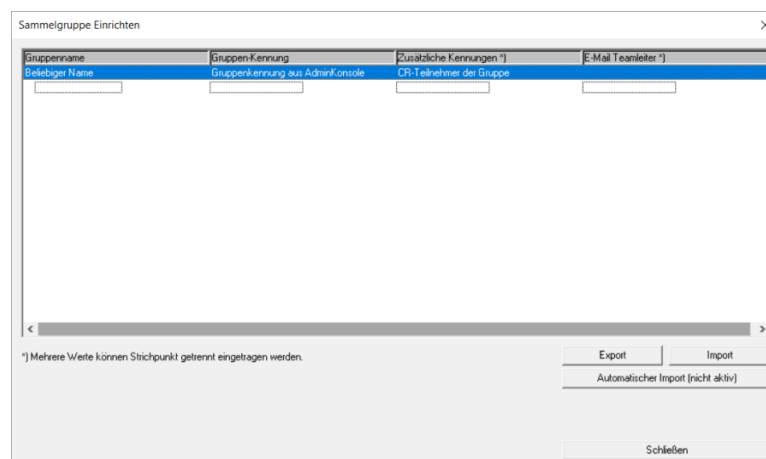 Sammelgruppe Einrichten
Gruppenname Gruppen-Kennung Zusätzliche Kennungen *) E-Mail Teamleiter *)
Beliebiger Name Gruppenkennung aus AdminKonsole CR-Teilnehmer der Gruppe
*) Mehrere Werte können Strichpunkt getrennt eingetragen werden.
Export Import
Automatischer Import (nicht aktiv)
Schließen